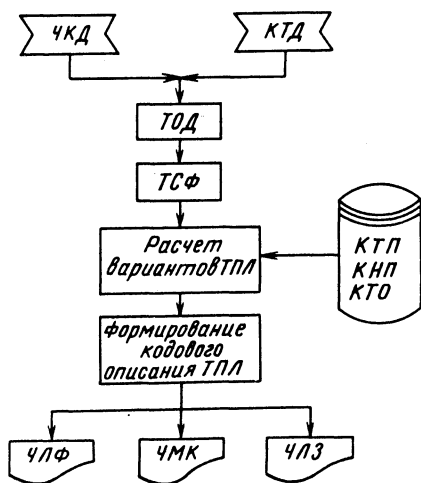 ЧКД
КТД
ТОД
ТСФ
Расчет
вариантов ТПЛ
КТП
КНП
КТО
Формирование
кодового
описания ТПЛ
ЧЛФ
ЧМК
ЧЛЗ